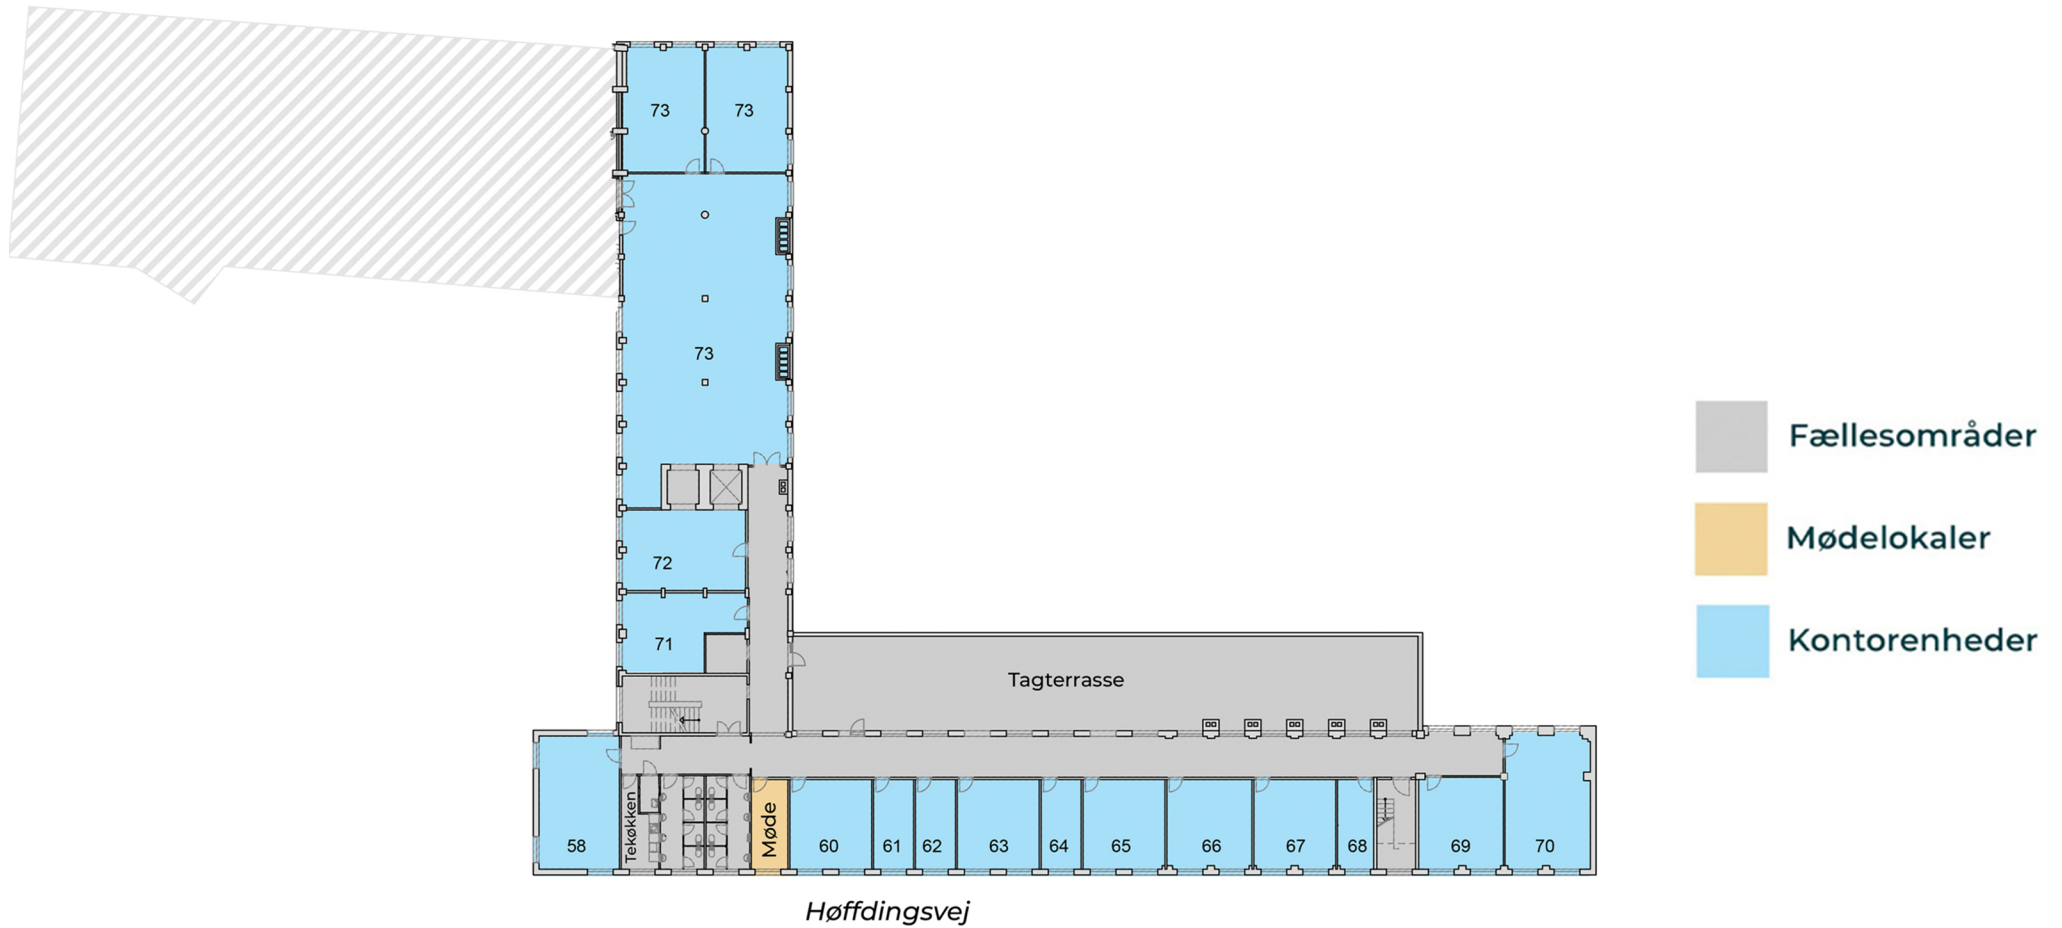 73
73
73
72
71
Tagterrasse
58
Tekøkken
Møde
60
61
62
63
64
65
66
67
68
69
70
Høffdingsvej
Fællesområder
Mødelokaler
Kontorenheder